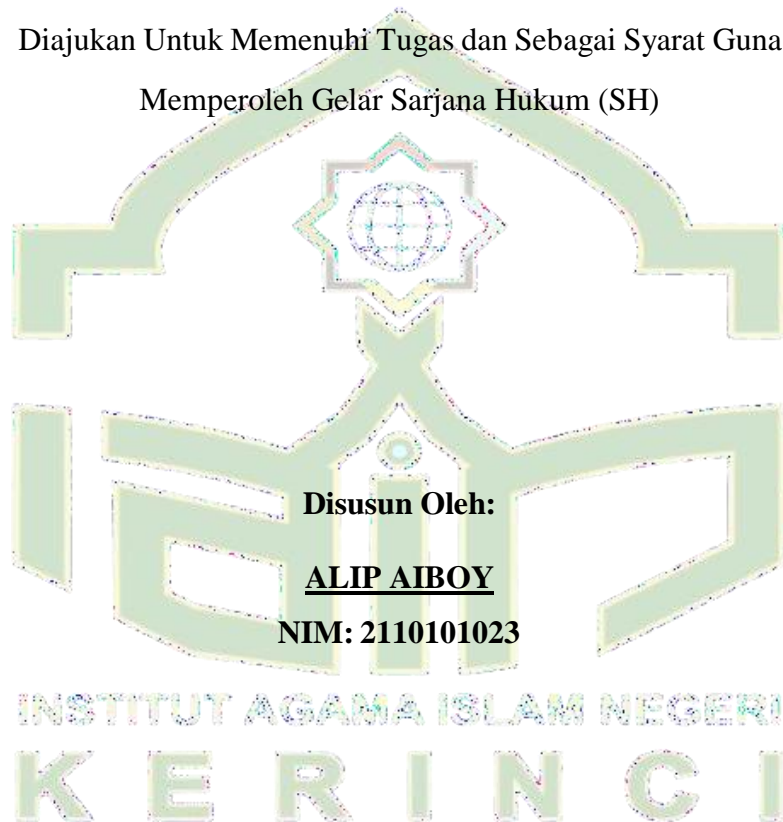 Diajukan Untuk Memenuhi Tugas dan Sebagai Syarat Guna
Memperoleh Gelar Sarjana Hukum (SH)
Disusun Oleh:
ALIP AIBOY
NIM: 2110101023
INSTITUT AGAMA ISLAM NEGERI
KERINCI